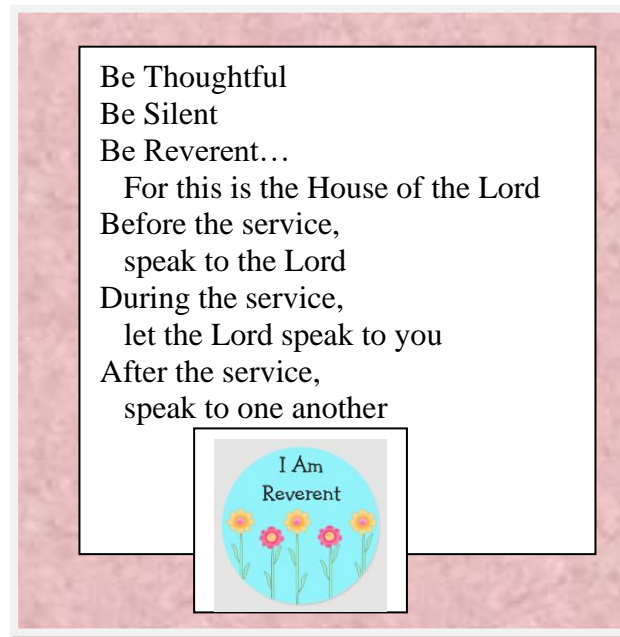 Be Thoughtful
Be Silent
Be Reverent…
For this is the House of the Lord
Before the service,
speak to the Lord
During the service,
let the Lord speak to you
After the service,
speak to one another
I Am
Reverent